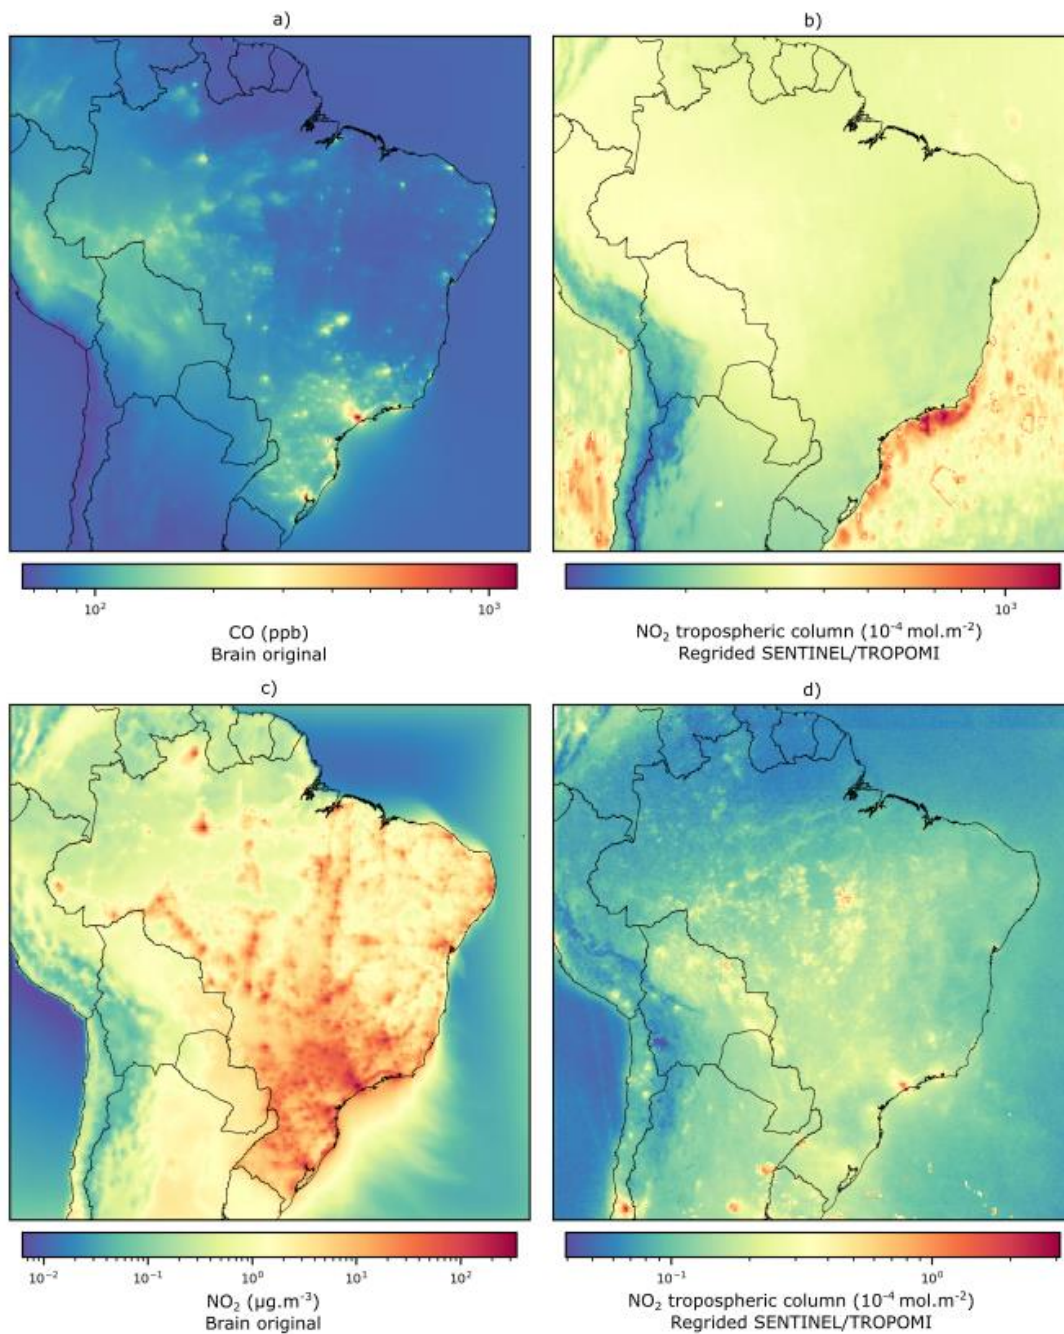 a)
b)
10² 10³
10³
CO (ppb)
Brain original
NO₂ tropospheric column (10⁻⁴ mol.m⁻²)
Regrided SENTINEL/TROPOMI
c)
d)
10⁻² 10⁻¹ 10⁰ 10¹ 10²
10⁻¹ 10⁰
NO₂ (μg.m⁻³)
Brain original
NO₂ tropospheric column (10⁻⁴ mol.m⁻²)
Regrided SENTINEL/TROPOMI